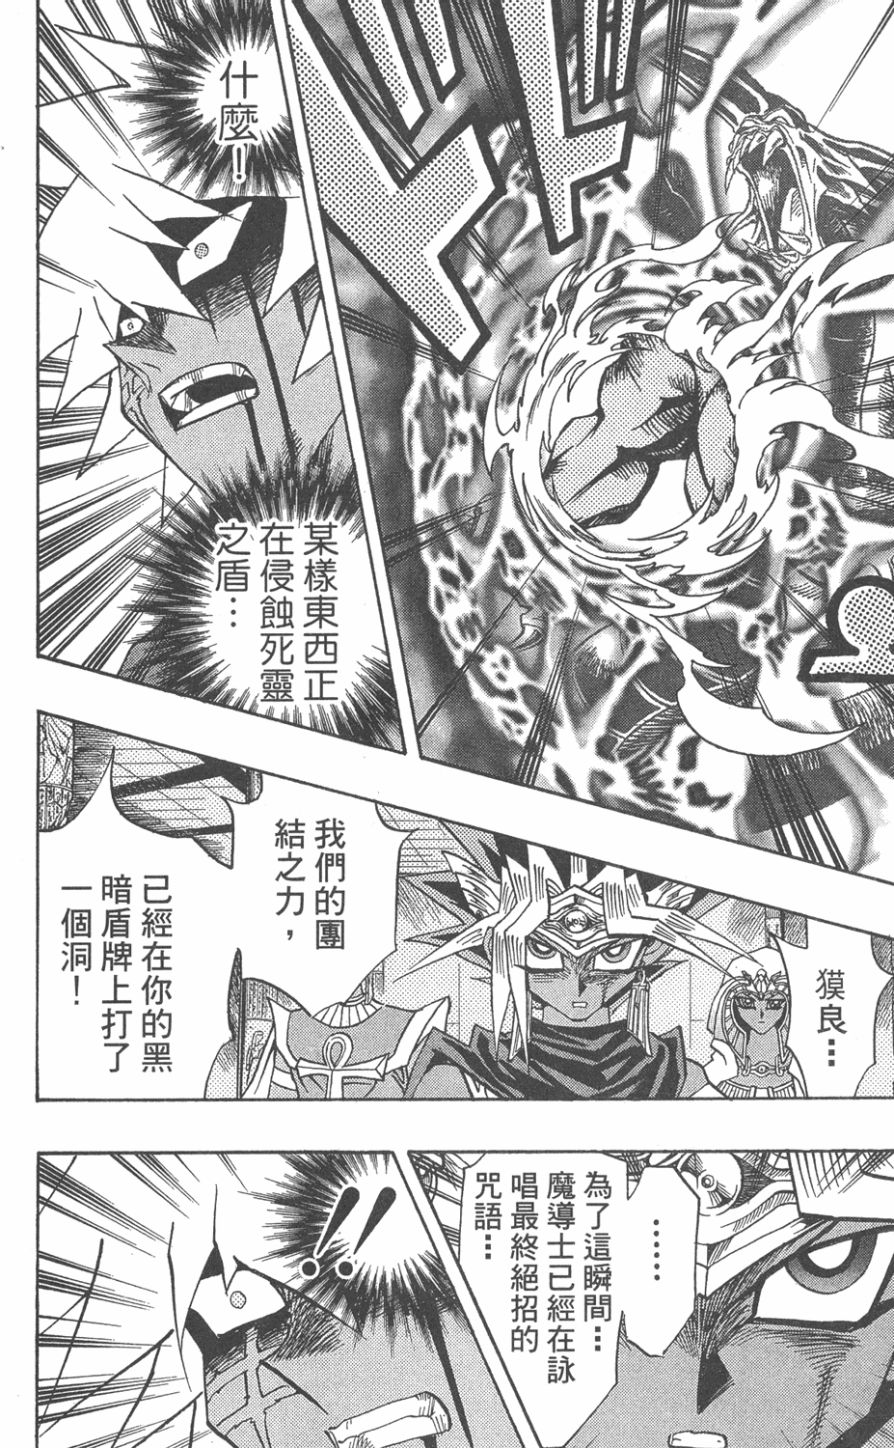 ドドド
什麼！
某樣東西正
在侵蝕死靈
之盾…
獏良…
我們的團
結之力，
已經在你的黑
暗盾牌上打了
一個洞！
……
為了這瞬間…
魔導士已經在詠
唱最終絕招的
咒語…
！！